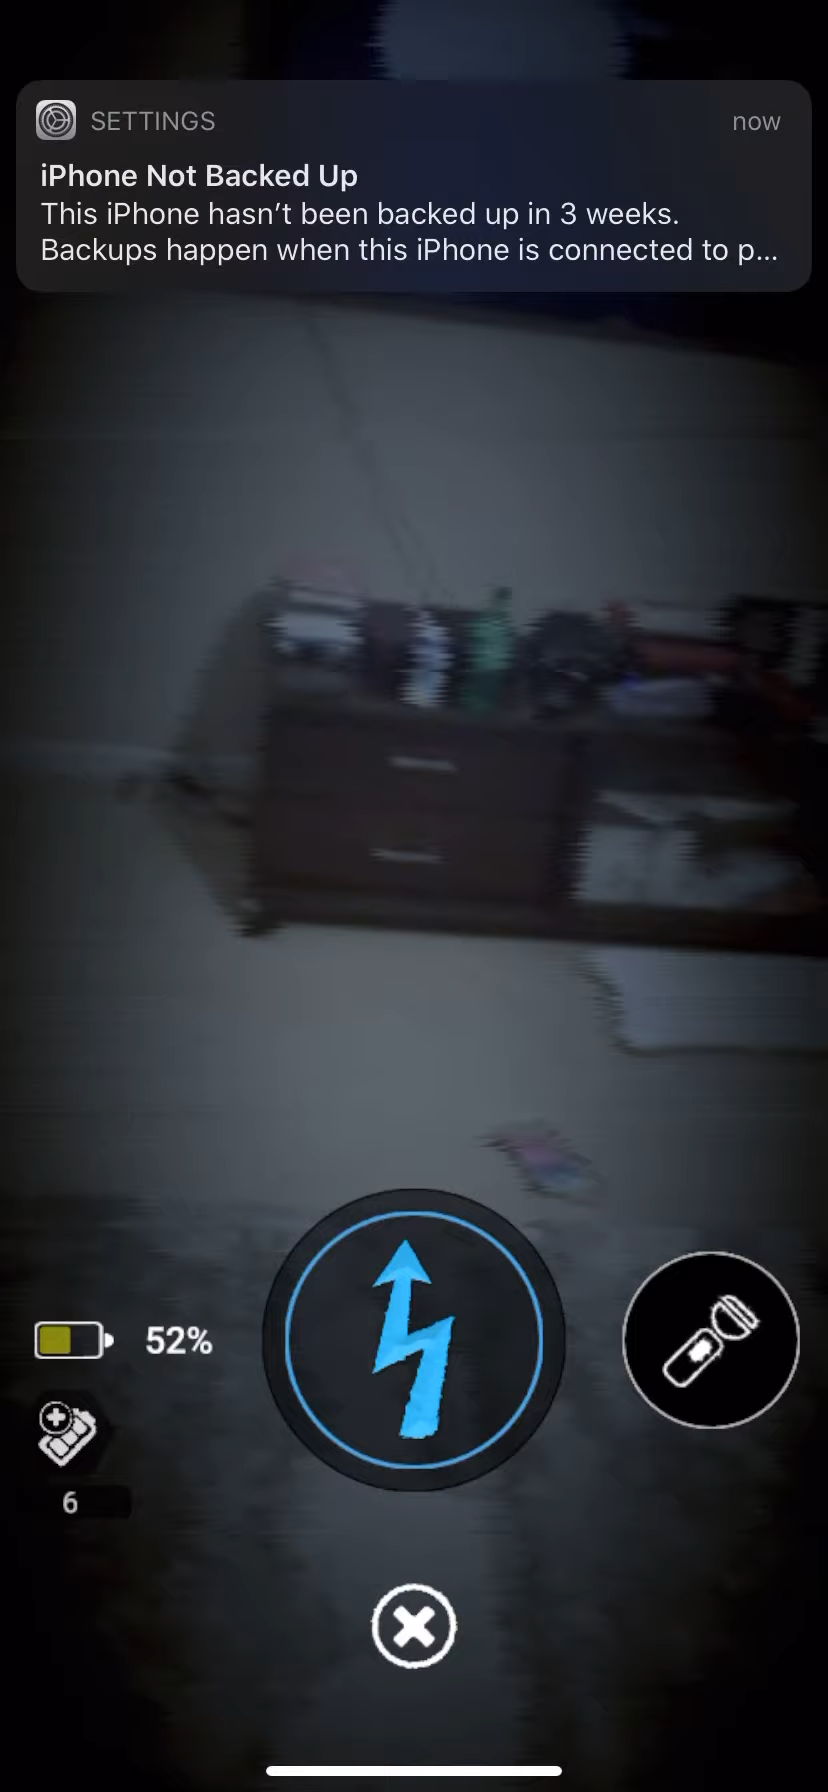 SETTINGS now
iPhone Not Backed Up
This iPhone hasn’t been backed up in 3 weeks.
Backups happen when this iPhone is connected to p...
52%
6